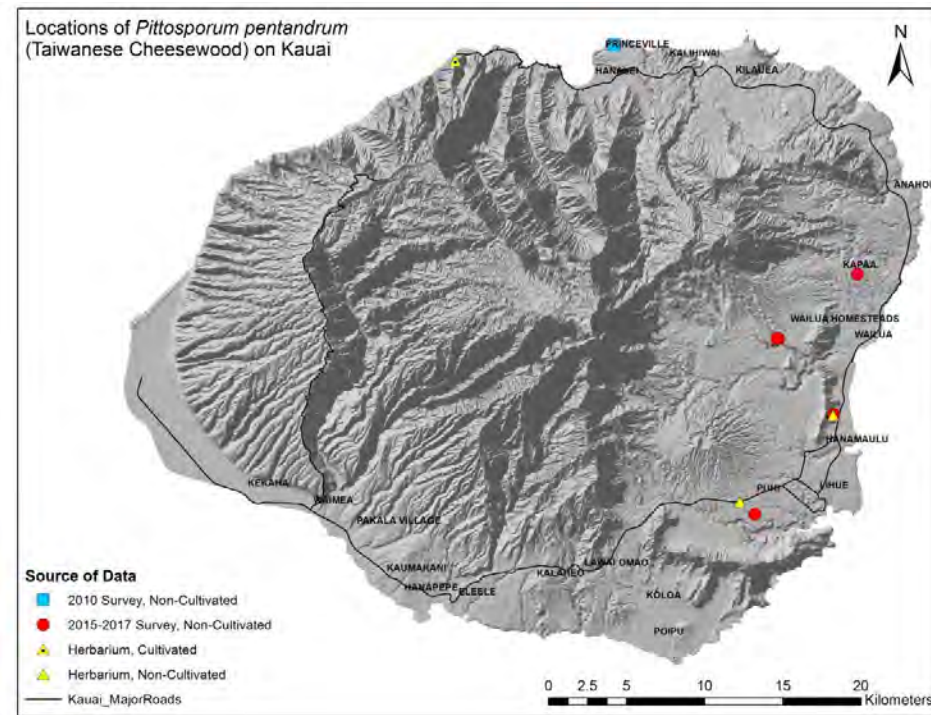 Locations of Pittosporum pentandrum
(Taiwanese Cheesewood) on Kauai
N
PRINCEVILLE
KALIHIWAI
HANALEI
KILAUEA
ANAHOL
KAPAA
WAILUA HOMESTEADS
WAILUA
HANAMAULU
LIHUE
PUHI
KEKAHA
WAIMEA
PAKALA VILLAGE
KAUMAKANI
HANAPEPE
ELEELE
KALAHEO
LAWAI
OMAO
KOLOA
POIPU
Source of Data
2010 Survey, Non-Cultivated
2015-2017 Survey, Non-Cultivated
Herbarium, Cultivated
Herbarium, Non-Cultivated
Kauai_MajorRoads
0 2.5 5 10 15 20
Kilometers